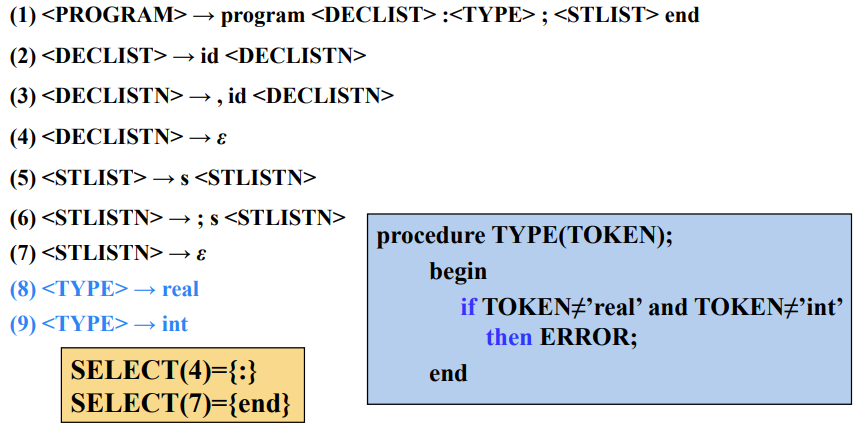 (1) <PROGRAM> → program <DECLIST> :<TYPE> ; <STLIST> end
(2) <DECLIST> → id <DECLISTN>
(3) <DECLISTN> → , id <DECLISTN>
(4) <DECLISTN> → ε
(5) <STLIST> → s <STLISTN>
(6) <STLISTN> → ; s <STLISTN>
(7) <STLISTN> → ε
(8) <TYPE> → real
(9) <TYPE> → int
SELECT(4)={:}
SELECT(7)={end}
procedure TYPE(TOKEN);
begin
if TOKEN≠’real’ and TOKEN≠’int’
then ERROR;
end